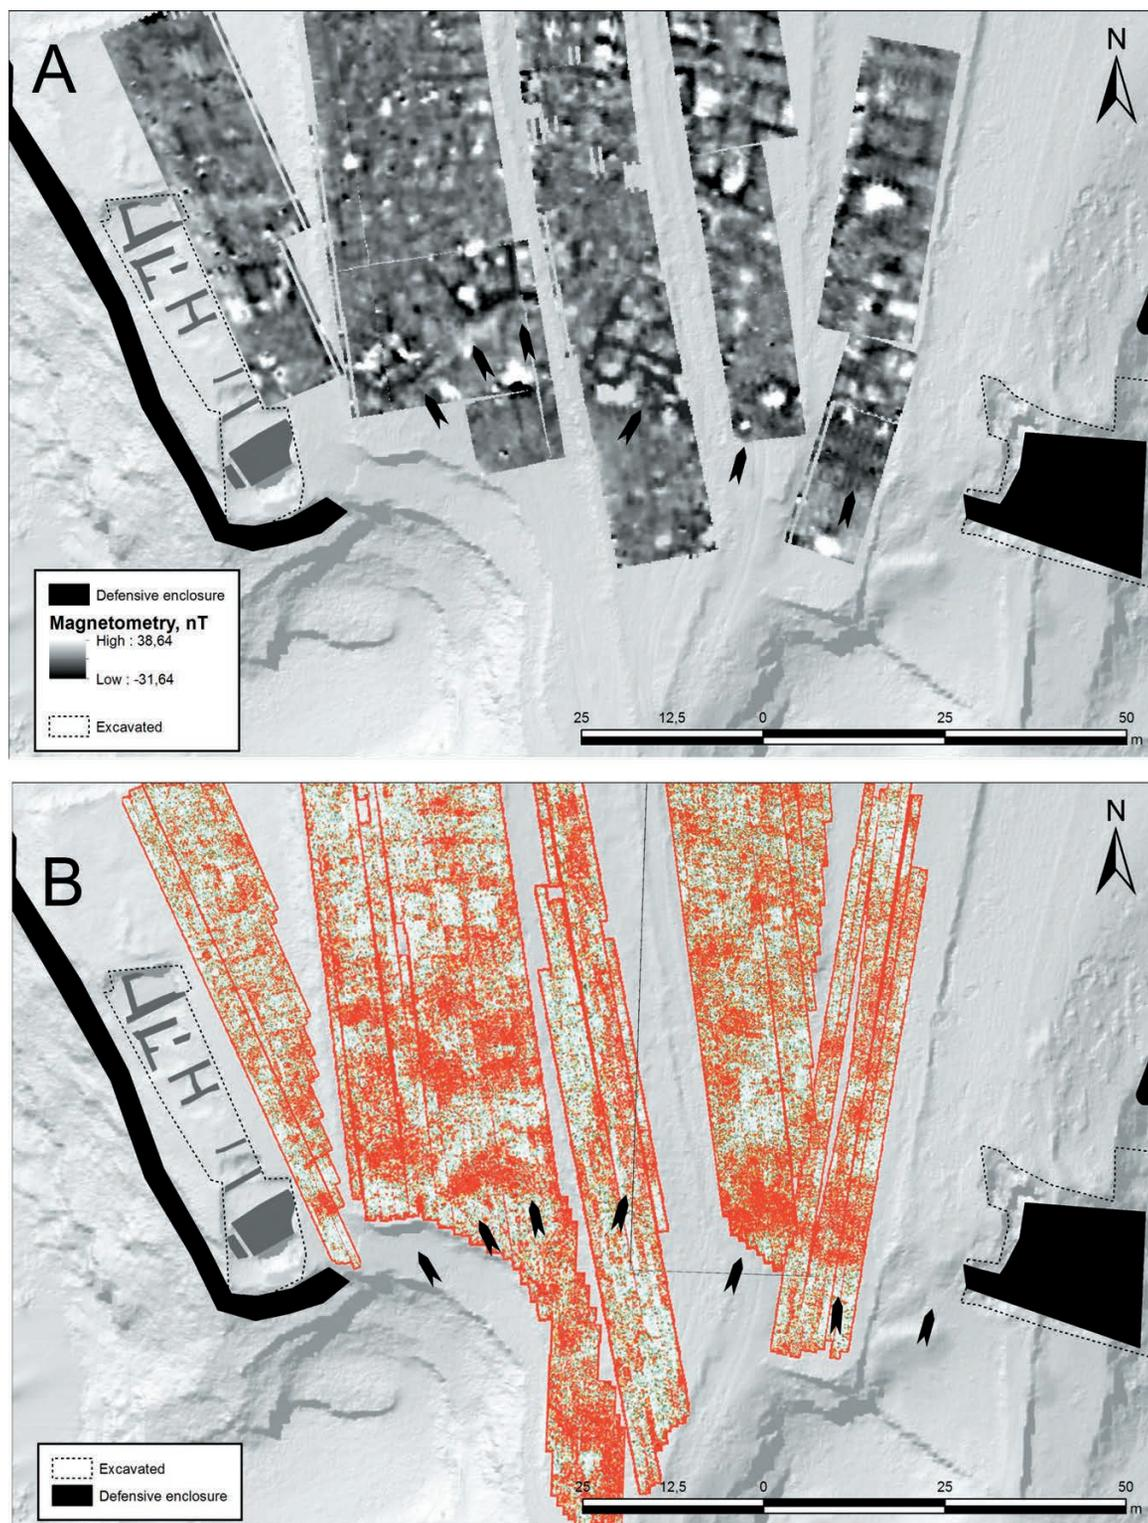 A
N
Defensive enclosure
Magnetometry, nT
High : 38,64
Low : -31,64
Excavated
25 12,5 0 25 50
m
B
N
Excavated
Defensive enclosure
25 12,5 0 25 50
m